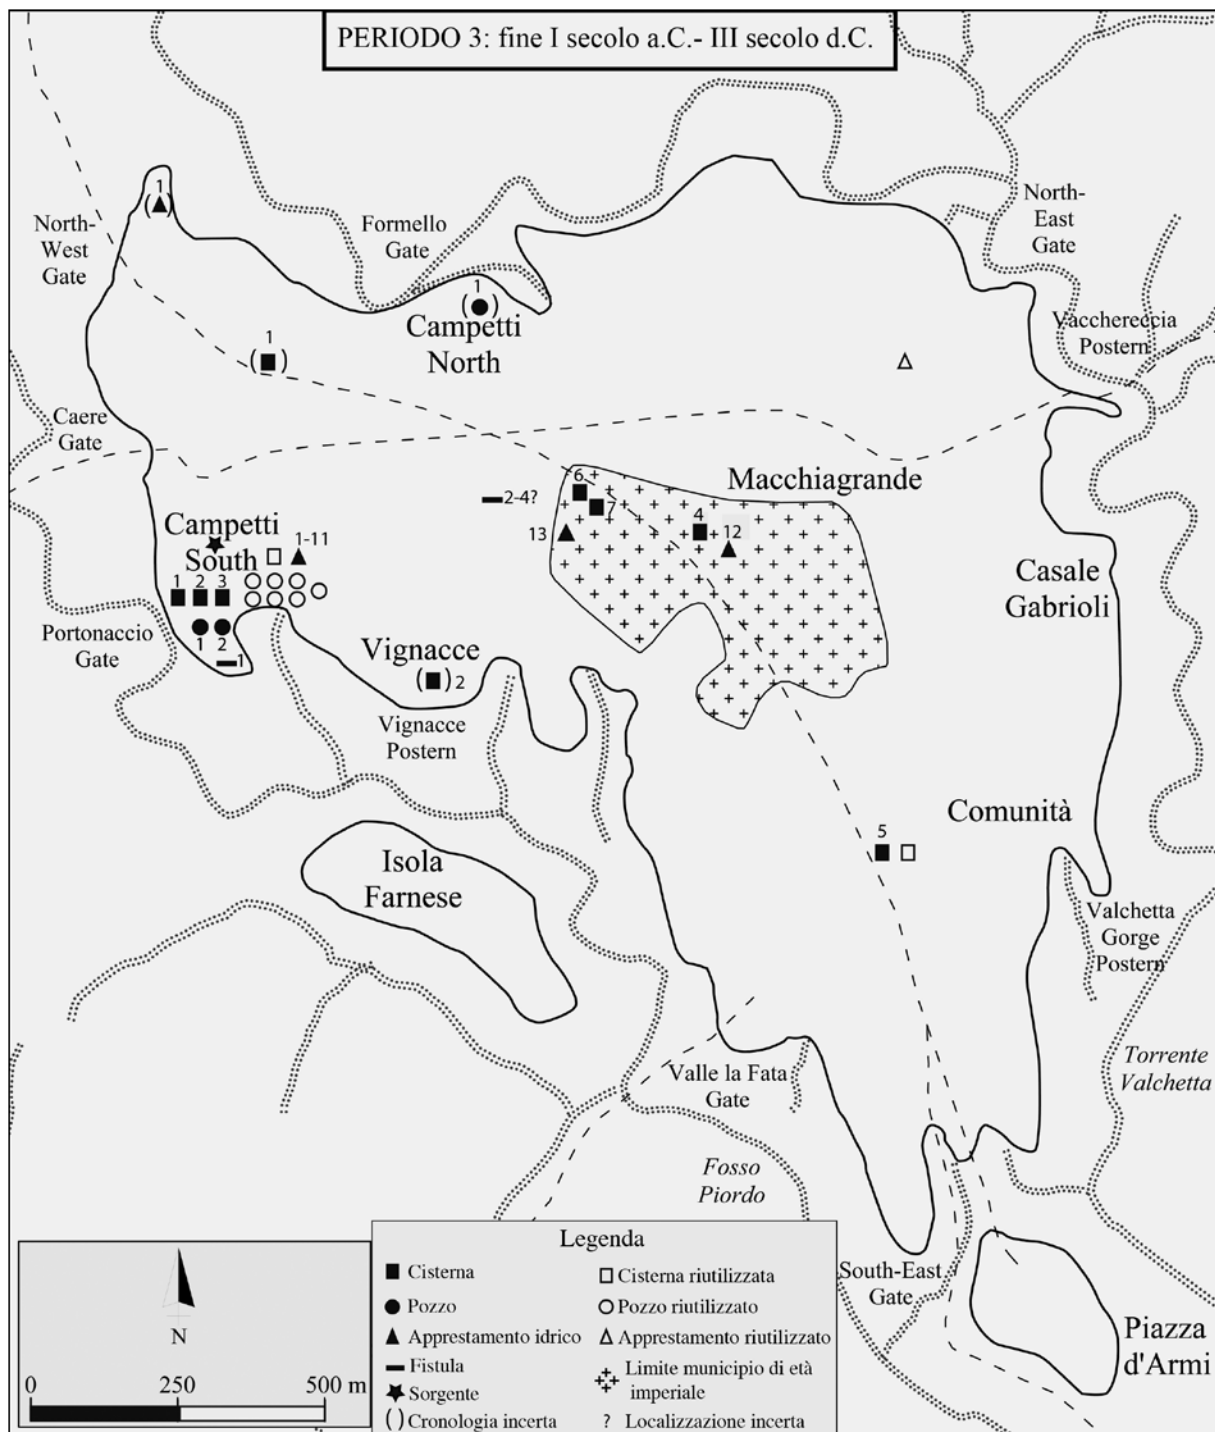 PERIODO 3: fine I secolo a.C.- III secolo d.C.
North-
West
Gate
1
Formello
Gate
North-
East
Gate
1
Campetti
North
Vacchereccia
Postern
1
Caere
Gate
Macchiagrande
6
7
2-4?
4
12
13
Campetti
South
1-11
1 2 3
1 2
1
Casale
Gabrioli
Portonaccio
Gate
Vignacce
2
Vignacce
Postern
Comunità
5
Isola
Farnese
Valchetta
Gorge
Postern
Torrente
Valchetta
Valle la Fata
Gate
Fosso
Piordo
South-East
Gate
Piazza
d'Armi
N
0 250 500 m
Legenda
Cisterna
Pozzo
Apprestamento idrico
Fistula
Sorgente
( ) Cronologia incerta
Cisterna riutilizzata
Pozzo riutilizzato
Apprestamento riutilizzato
Limite municipio di età
imperiale
? Localizzazione incerta